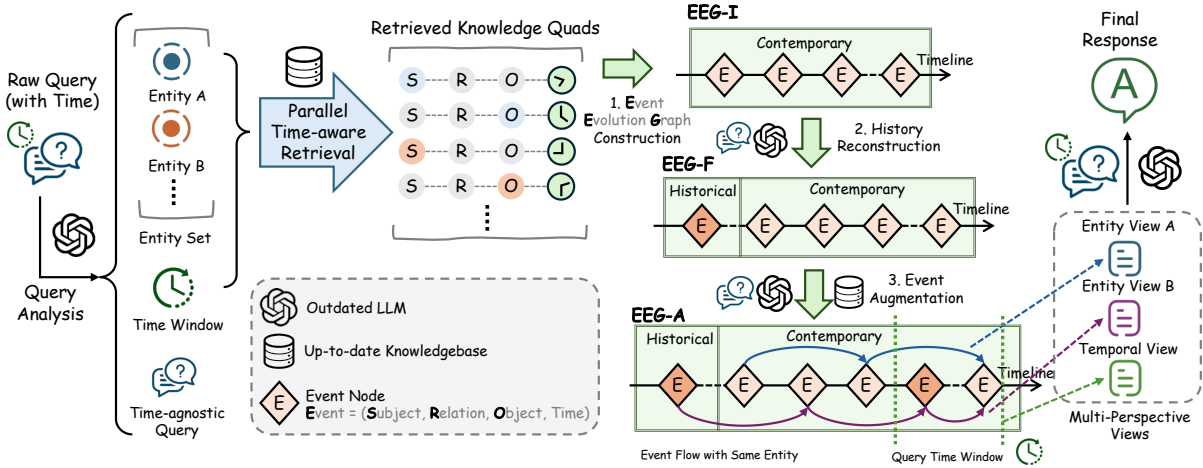 Raw Query
(with Time)
?
Query
Analysis
Entity A
Entity B
Entity Set
Time Window
?
Time-agnostic
Query
Parallel
Time-aware
Retrieval
Retrieved Knowledge Quads
S R O
S R O
S R O
S R O
Outdated LLM
Up-to-date Knowledgebase
E
Event Node
Event = (Subject, Relation, Object, Time)
1. Event
Evolution Graph
Construction
EEG-I
Contemporary
Timeline
E E E E
?
2. History
Reconstruction
EEG-F
Historical
Contemporary
Timeline
E E E E E
?
3. Event
Augmentation
EEG-A
Historical
Contemporary
Timeline
E E E E E E
Event Flow with Same Entity
Query Time Window
Final
Response
A
?
Entity View A
Entity View B
Temporal View
Multi-Perspective
Views